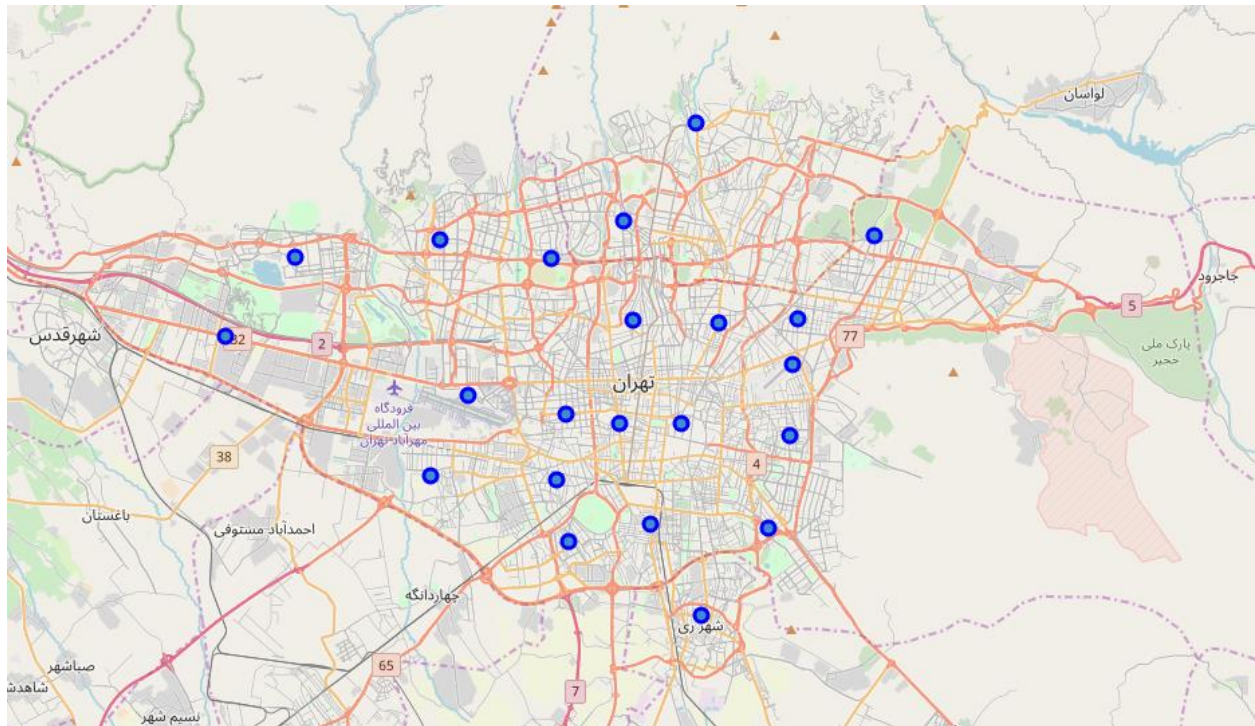 لواسان
جاجرود
5
پارک ملی
خجیر
77
شهرقدس
32
2
تهران
فرودگاه
بین المللی
مهرآباد تهران
38
4
باغستان
احمدآباد مستوفی
چهاردانگه
شهر ری
صباشهر
65
7
نسیم شهر